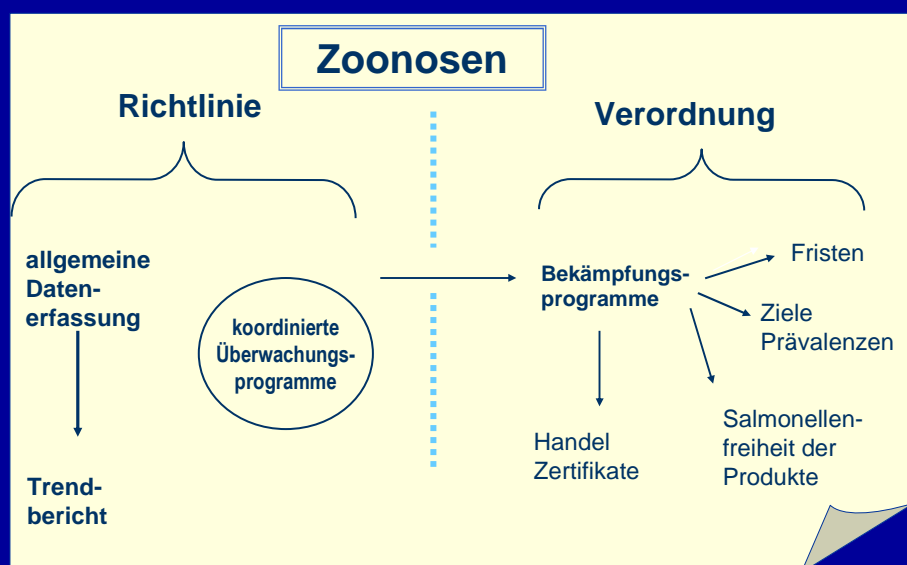 Zoonosen
Richtlinie
Verordnung
allgemeine
Daten-
erfassung
koordinierte
Überwachungs-
programme
Trend-
bericht
Bekämpfungs-
programme
Fristen
Ziele
Prävalenzen
Salmonellen-
freiheit der
Produkte
Handel
Zertifikate